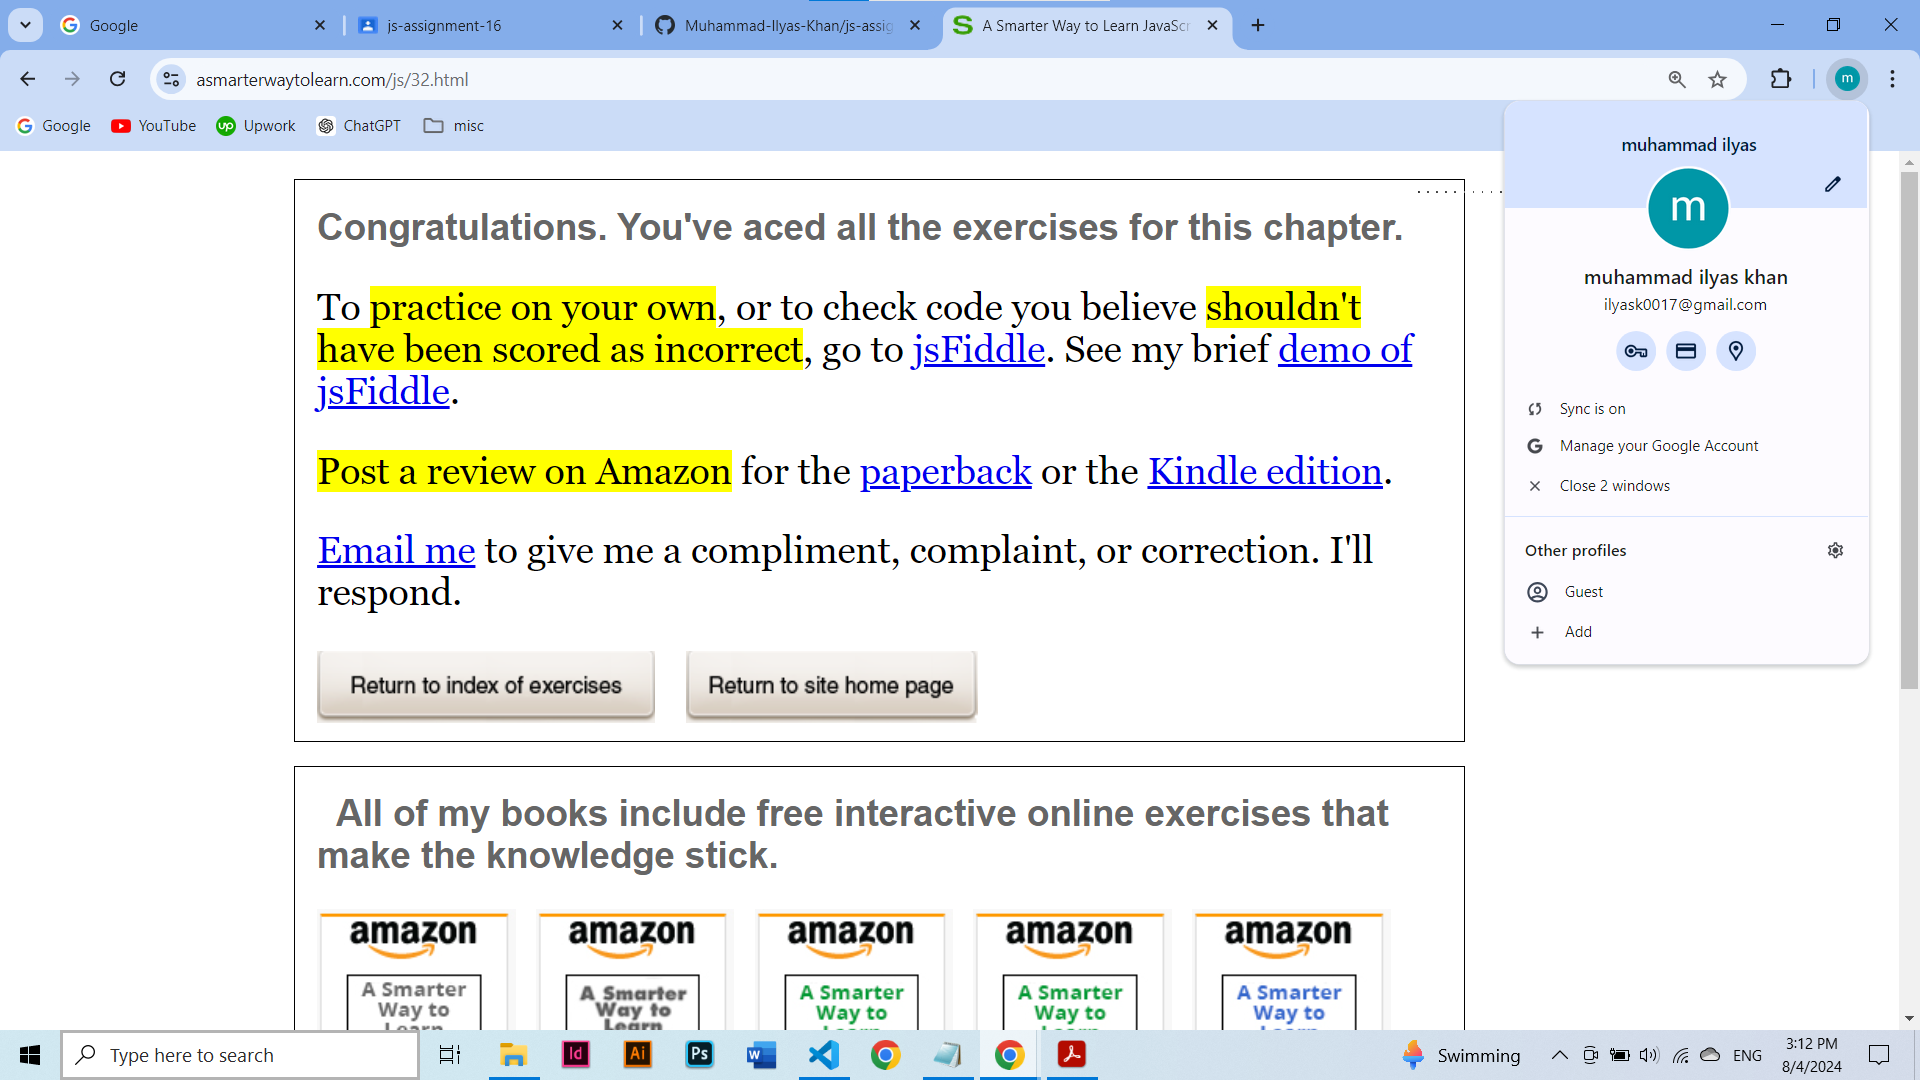 Google
js-assignment-16
Muhammad-Ilyas-Khan/js-assig
A Smarter Way to Learn JavaScr
asmarterwaytolearn.com/js/32.html
m
Google
YouTube
Upwork
ChatGPT
misc
Congratulations. You've aced all the exercises for this chapter.
To practice on your own, or to check code you believe shouldn't
have been scored as incorrect, go to jsFiddle. See my brief demo of
jsFiddle.
Post a review on Amazon for the paperback or the Kindle edition.
Email me to give me a compliment, complaint, or correction. I'll
respond.
Return to index of exercises
Return to site home page
All of my books include free interactive online exercises that
make the knowledge stick.
amazon
A Smarter
Way to
Learn
amazon
A Smarter
Way to
Learn
amazon
A Smarter
Way to
amazon
A Smarter
Way to
amazon
A Smarter
Way to
muhammad ilyas
m
muhammad ilyas khan
ilyask0017@gmail.com
Sync is on
Manage your Google Account
Close 2 windows
Other profiles
Guest
Add
Type here to search
Id
Ai
Ps
W
Swimming
ENG
3:12 PM
8/4/2024